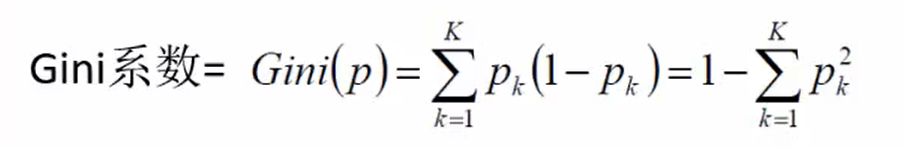 Gini系数= Gini(p)=∑_{k=1}^{K} p_k(1−p_k)=1−∑_{k=1}^{K} p_k^2